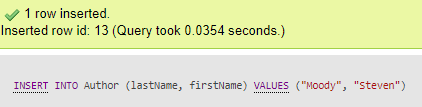 1 row inserted.
Inserted row id: 13 (Query took 0.0354 seconds.)
INSERT INTO Author (lastName, firstName) VALUES ("Moody", "Steven")